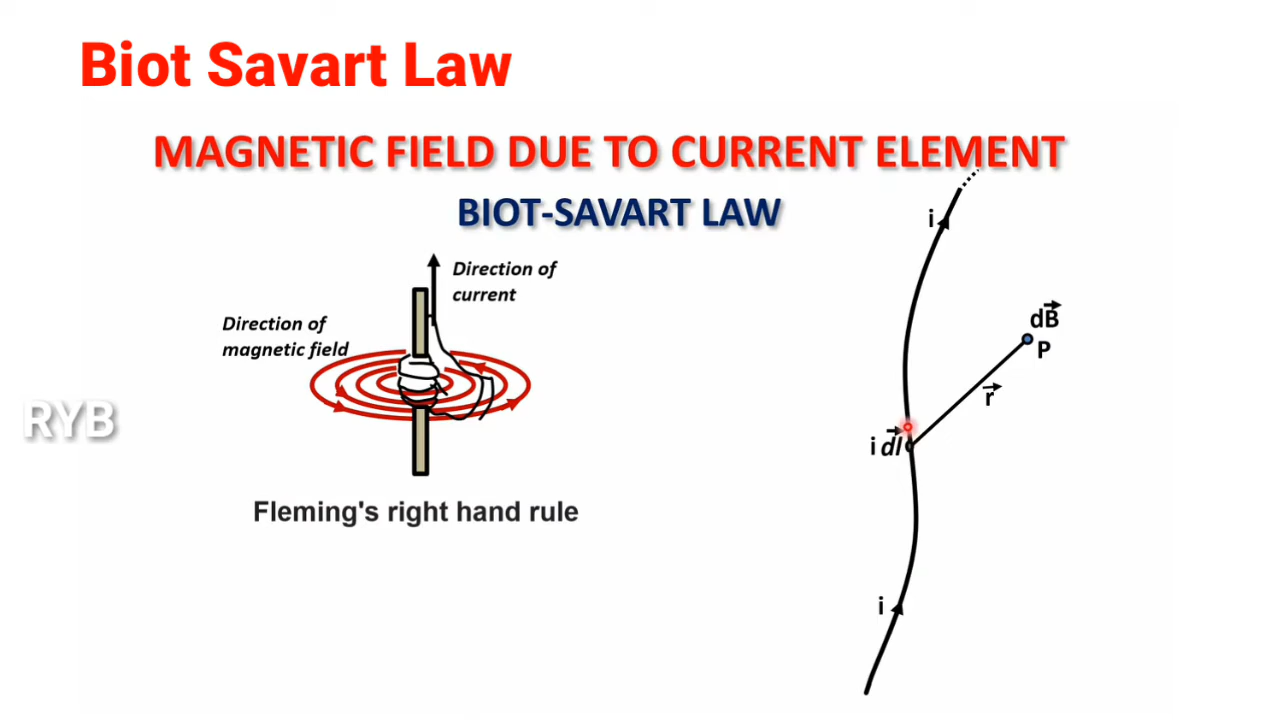 Biot Savart Law
MAGNETIC FIELD DUE TO CURRENT ELEMENT
BIOT-SAVART LAW
Direction of
current
Direction of
magnetic field
RYB
Fleming's right hand rule
i
dB⃗
P
r⃗
i dl⃗
i